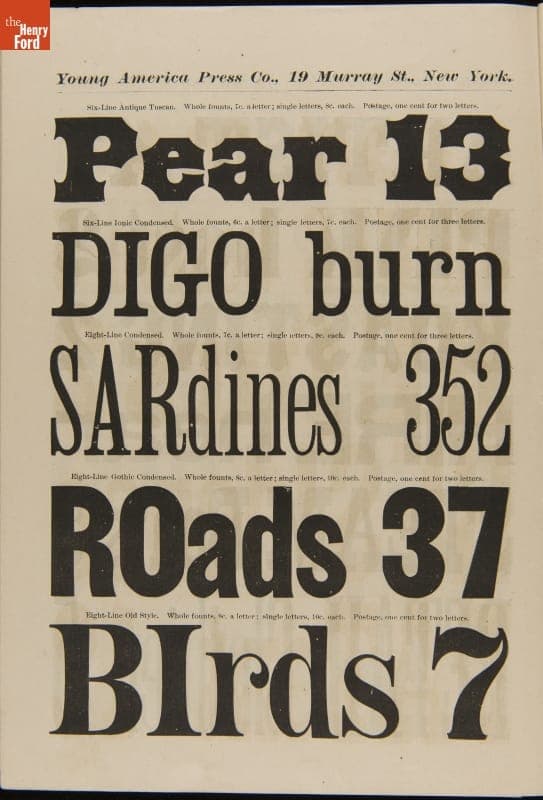 the
Henry
Ford
Young America Press Co., 19 Murray St., New York.
Six-Line Antique Tuscan. Whole founts, 7c. a letter; single letters, 8c. each. Postage, one cent for two letters.
Pear 13
Six-Line Ionic Condensed. Whole founts, 6c. a letter; single letters, 7c. each. Postage, one cent for three letters.
DIGO burn
Eight-Line Condensed. Whole founts, 7c. a letter; single letters, 8c. each. Postage, one cent for three letters.
SARdines 352
Eight-Line Gothic Condensed. Whole founts, 8c. a letter; single letters, 10c. each. Postage, one cent for two letters.
ROads 37
Eight-Line Old Style. Whole founts, 8c. a letter; single letters, 10c. each. Postage, one cent for two letters.
BIrds 7